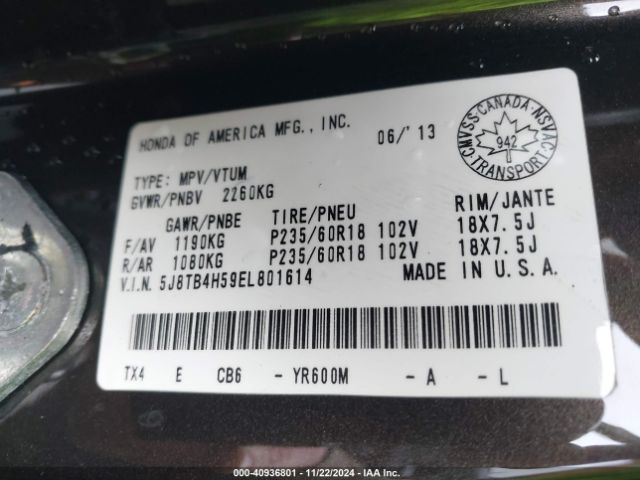 HONDA OF AMERICA MFG., INC. 06/'13
CMVSS·CANADA·NSVAC
942
TRANSPORT
TYPE: MPV/VTUM
GVWR/PNBV 2260KG
GAWR/PNBE TIRE/PNEU RIM/JANTE
F/AV 1190KG P235/60R18 102V 18X7.5J
R/AR 1080KG P235/60R18 102V 18X7.5J
V.I.N. 5J8TB4H59EL801614 MADE IN U.S.A.
TX4 E CB6 - YR600M - A - L
000-40936801 - 11/22/2024 - IAA Inc.